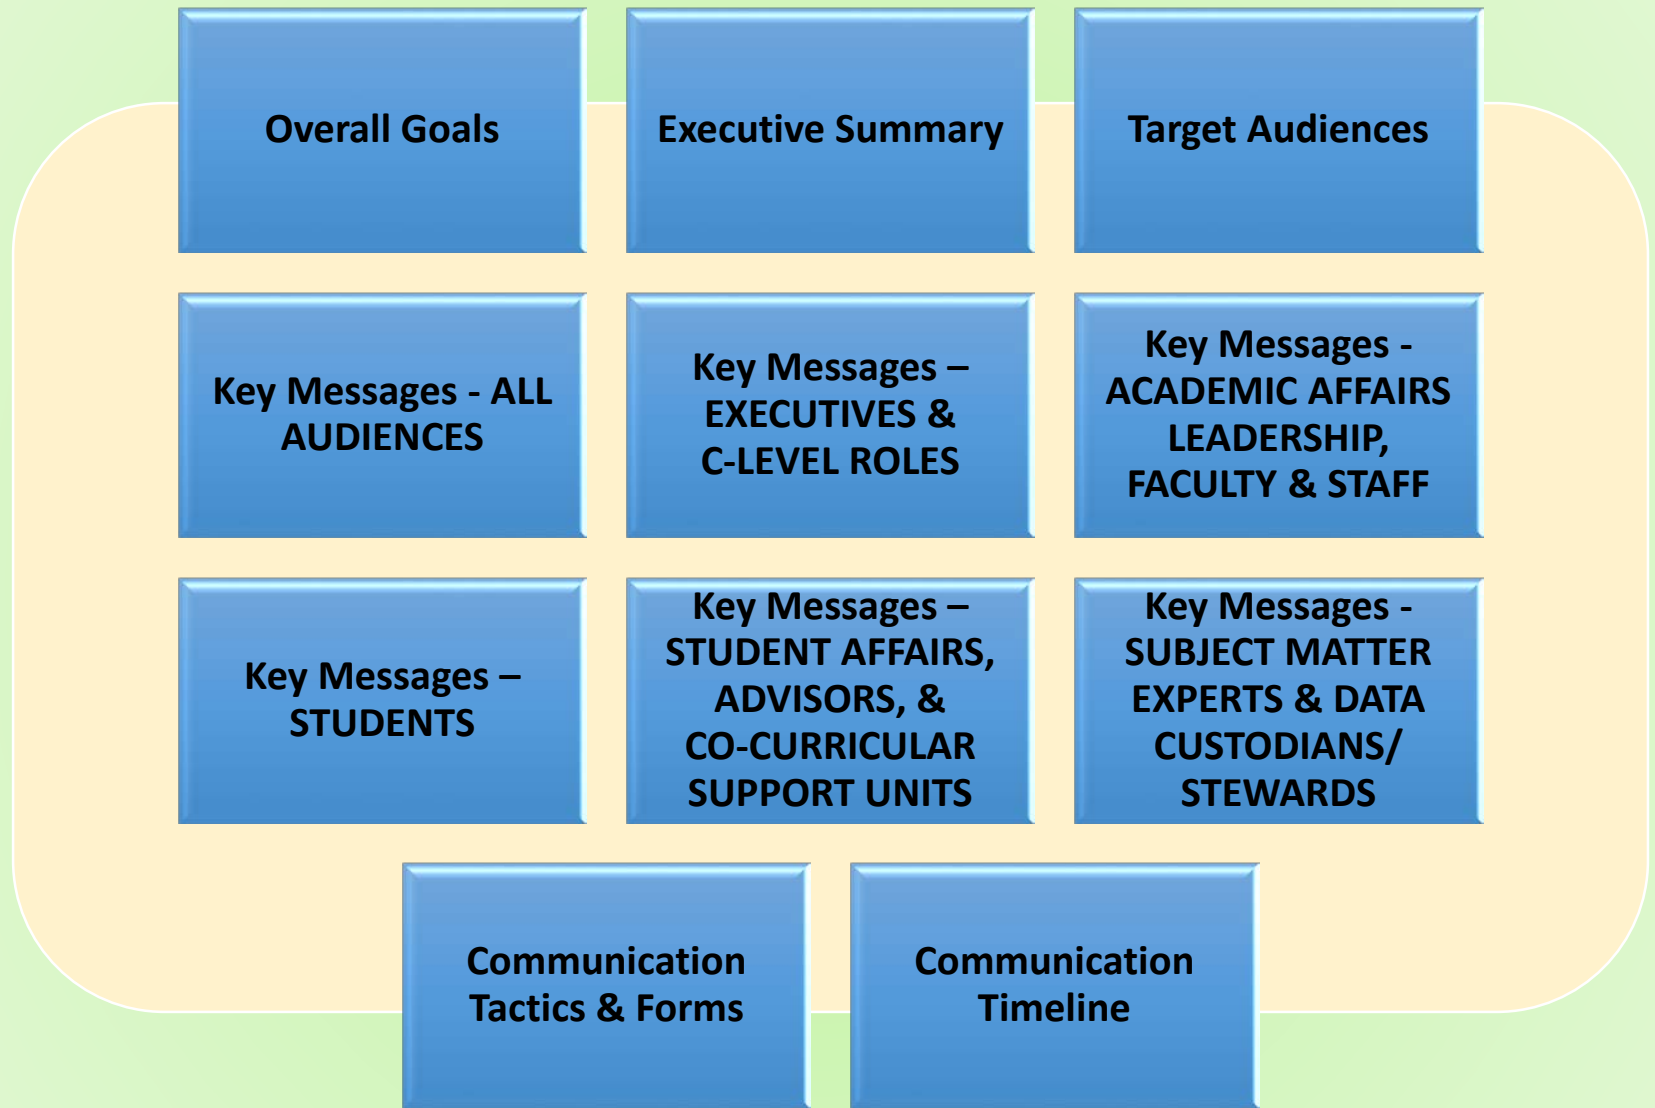 Overall Goals
Executive Summary
Target Audiences
Key Messages - ALL
AUDIENCES
Key Messages –
EXECUTIVES &
C-LEVEL ROLES
Key Messages -
ACADEMIC AFFAIRS
LEADERSHIP,
FACULTY & STAFF
Key Messages –
STUDENTS
Key Messages –
STUDENT AFFAIRS,
ADVISORS, &
CO-CURRICULAR
SUPPORT UNITS
Key Messages -
SUBJECT MATTER
EXPERTS & DATA
CUSTODIANS/
STEWARDS
Communication
Tactics & Forms
Communication
Timeline